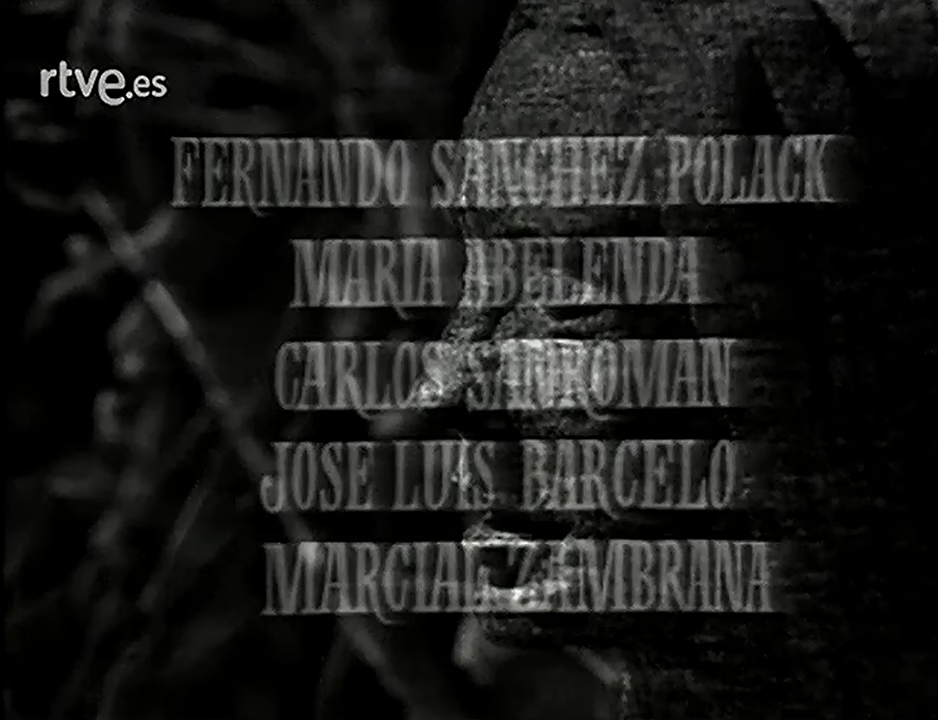 rtve.es
FERNANDO SANCHEZ POLACK
MARIA ABELENDA
CARLOS SANROMAN
JOSE LUIS BARCELO
MARCIAL ZAMBRANA